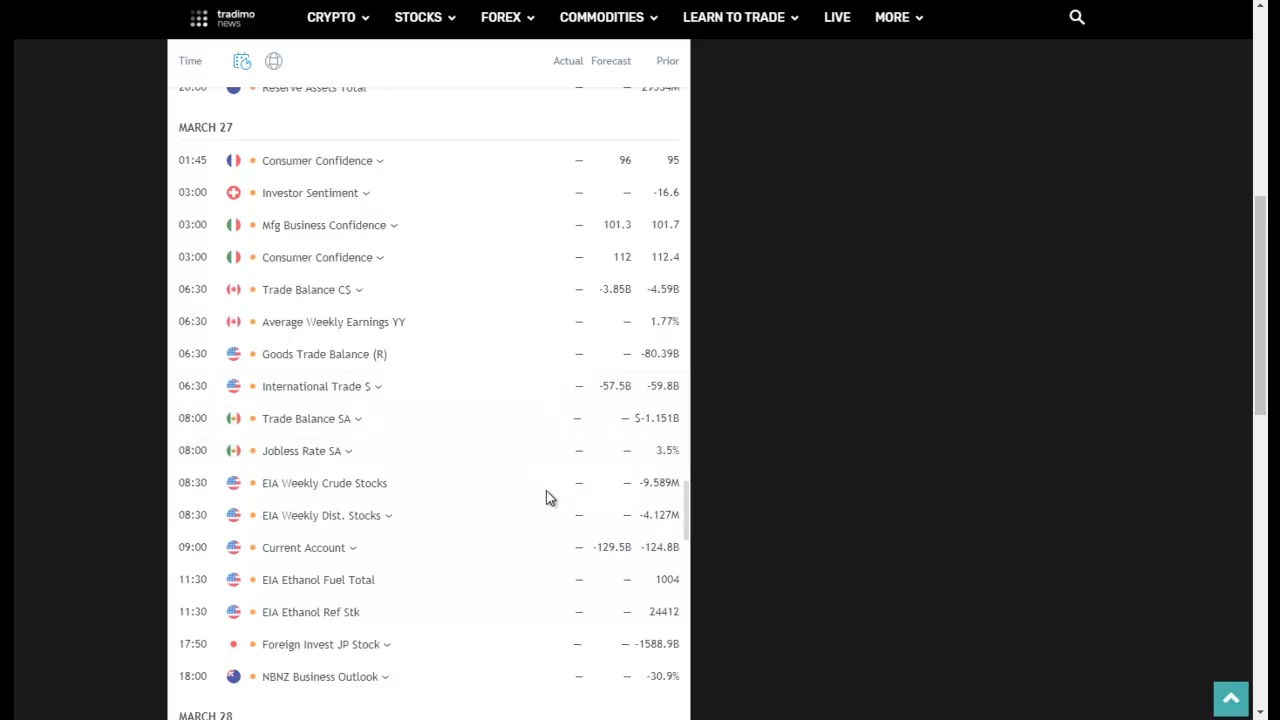 tradimo news CRYPTO STOCKS FOREX COMMODITIES LEARN TO TRADE LIVE MORE
Time Actual Forecast Prior
20:00 Reserve Assets Total — — 29534M
MARCH 27
01:45 Consumer Confidence — 96 95
03:00 Investor Sentiment — — -16.6
03:00 Mfg Business Confidence — 101.3 101.7
03:00 Consumer Confidence — 112 112.4
06:30 Trade Balance C$ — -3.85B -4.59B
06:30 Average Weekly Earnings YY — — 1.77%
06:30 Goods Trade Balance (R) — — -80.39B
06:30 International Trade $ — -57.5B -59.8B
08:00 Trade Balance SA — — $-1.151B
08:00 Jobless Rate SA — — 3.5%
08:30 EIA Weekly Crude Stocks — — -9.589M
08:30 EIA Weekly Dist. Stocks — — -4.127M
09:00 Current Account — -129.5B -124.8B
11:30 EIA Ethanol Fuel Total — — 1004
11:30 EIA Ethanol Ref Stk — — 24412
17:50 Foreign Invest JP Stock — — -1588.9B
18:00 NBNZ Business Outlook — — -30.9%
MARCH 28